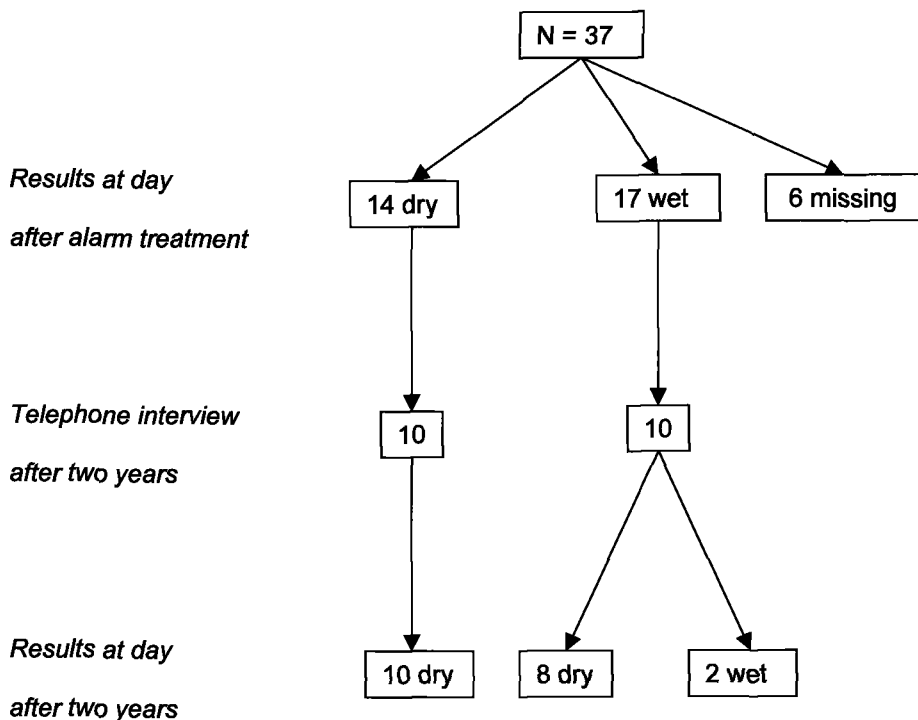 N = 37
Results at day
after alarm treatment
14 dry
17 wet
6 missing
Telephone interview
after two years
10
10
Results at day
after two years
10 dry
8 dry
2 wet